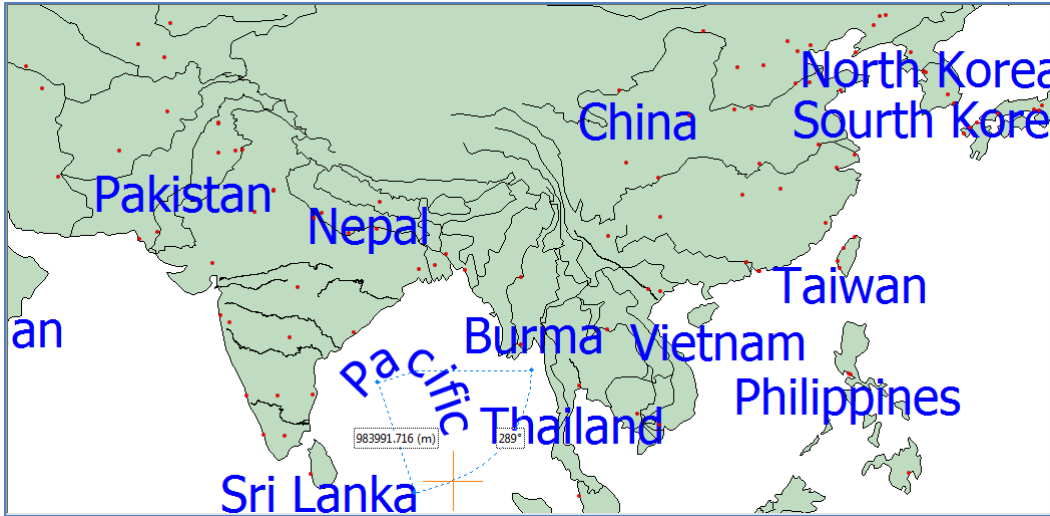 North Korea
China
Sourth Kore
Pakistan
Nepal
Taiwan
an
Burma
Vietnam
Pacific
Philippines
Thailand
983991.716 (m)
289°
Sri Lanka